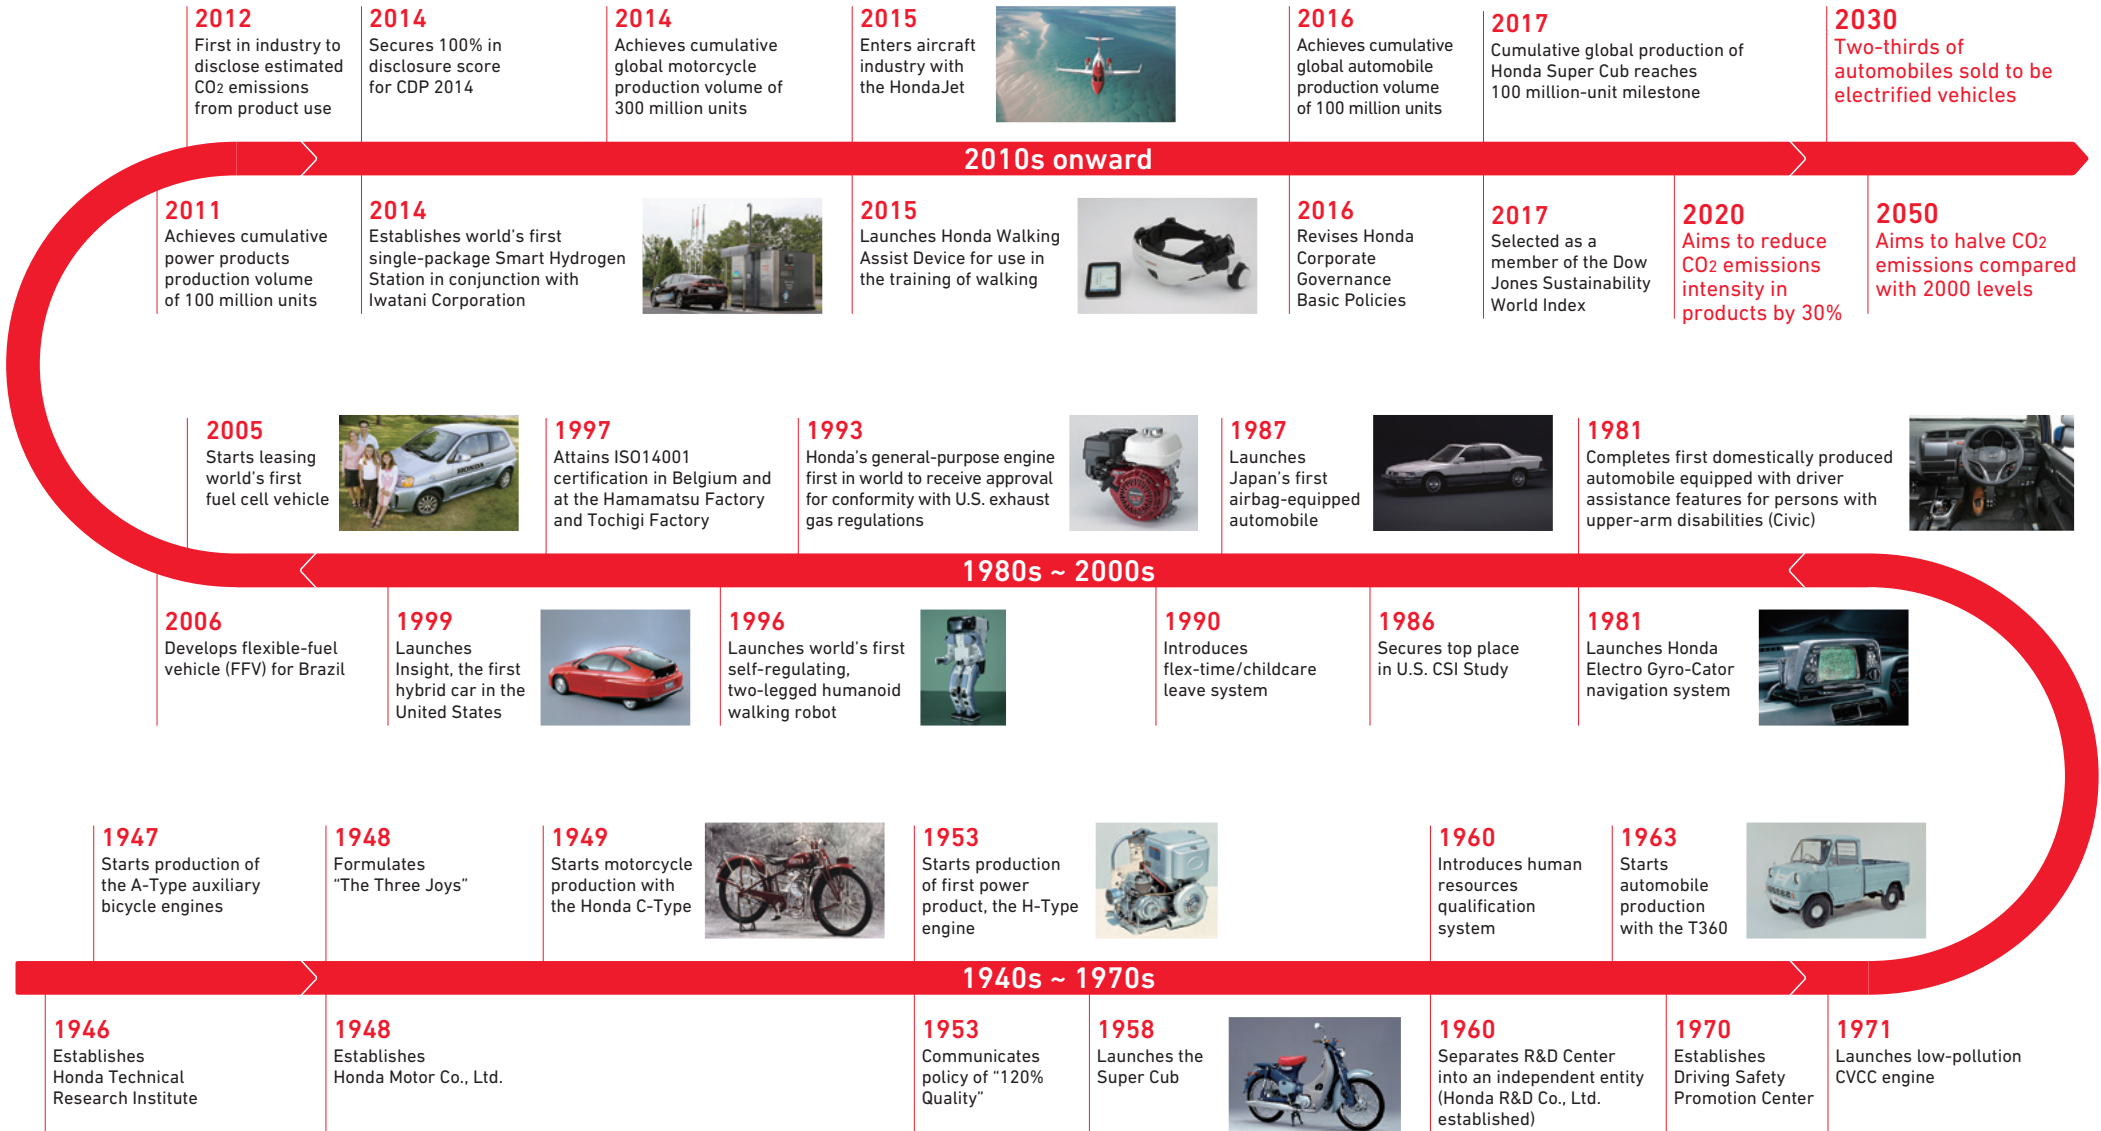 2012
First in industry to
disclose estimated
CO2 emissions
from product use
2014
Secures 100% in
disclosure score
for CDP 2014
2014
Achieves cumulative
global motorcycle
production volume of
300 million units
2015
Enters aircraft
industry with
the HondaJet
2016
Achieves cumulative
global automobile
production volume
of 100 million units
2017
Cumulative global production of
Honda Super Cub reaches
100 million-unit milestone
2030
Two-thirds of
automobiles sold to be
electrified vehicles
2010s onward
2011
Achieves cumulative
power products
production volume
of 100 million units
2014
Establishes world's first
single-package Smart Hydrogen
Station in conjunction with
Iwatani Corporation
2015
Launches Honda Walking
Assist Device for use in
the training of walking
2016
Revises Honda
Corporate
Governance
Basic Policies
2017
Selected as a
member of the Dow
Jones Sustainability
World Index
2020
Aims to reduce
CO2 emissions
intensity in
products by 30%
2050
Aims to halve CO2
emissions compared
with 2000 levels
2005
Starts leasing
world's first
fuel cell vehicle
HONDA
1997
Attains ISO14001
certification in Belgium and
at the Hamamatsu Factory
and Tochigi Factory
1993
Honda's general-purpose engine
first in world to receive approval
for conformity with U.S. exhaust
gas regulations
1987
Launches
Japan's first
airbag-equipped
automobile
1981
Completes first domestically produced
automobile equipped with driver
assistance features for persons with
upper-arm disabilities (Civic)
1980s ~ 2000s
2006
Develops flexible-fuel
vehicle (FFV) for Brazil
1999
Launches
Insight, the first
hybrid car in the
United States
1996
Launches world's first
self-regulating,
two-legged humanoid
walking robot
1990
Introduces
flex-time/childcare
leave system
1986
Secures top place
in U.S. CSI Study
1981
Launches Honda
Electro Gyro-Cator
navigation system
1947
Starts production of
the A-Type auxiliary
bicycle engines
1948
Formulates
“The Three Joys”
1949
Starts motorcycle
production with
the Honda C-Type
1953
Starts production
of first power
product, the H-Type
engine
1960
Introduces human
resources
qualification
system
1963
Starts
automobile
production
with the T360
1940s ~ 1970s
1946
Establishes
Honda Technical
Research Institute
1948
Establishes
Honda Motor Co., Ltd.
1953
Communicates
policy of “120%
Quality”
1958
Launches the
Super Cub
1960
Separates R&D Center
into an independent entity
(Honda R&D Co., Ltd.
established)
1970
Establishes
Driving Safety
Promotion Center
1971
Launches low-pollution
CVCC engine